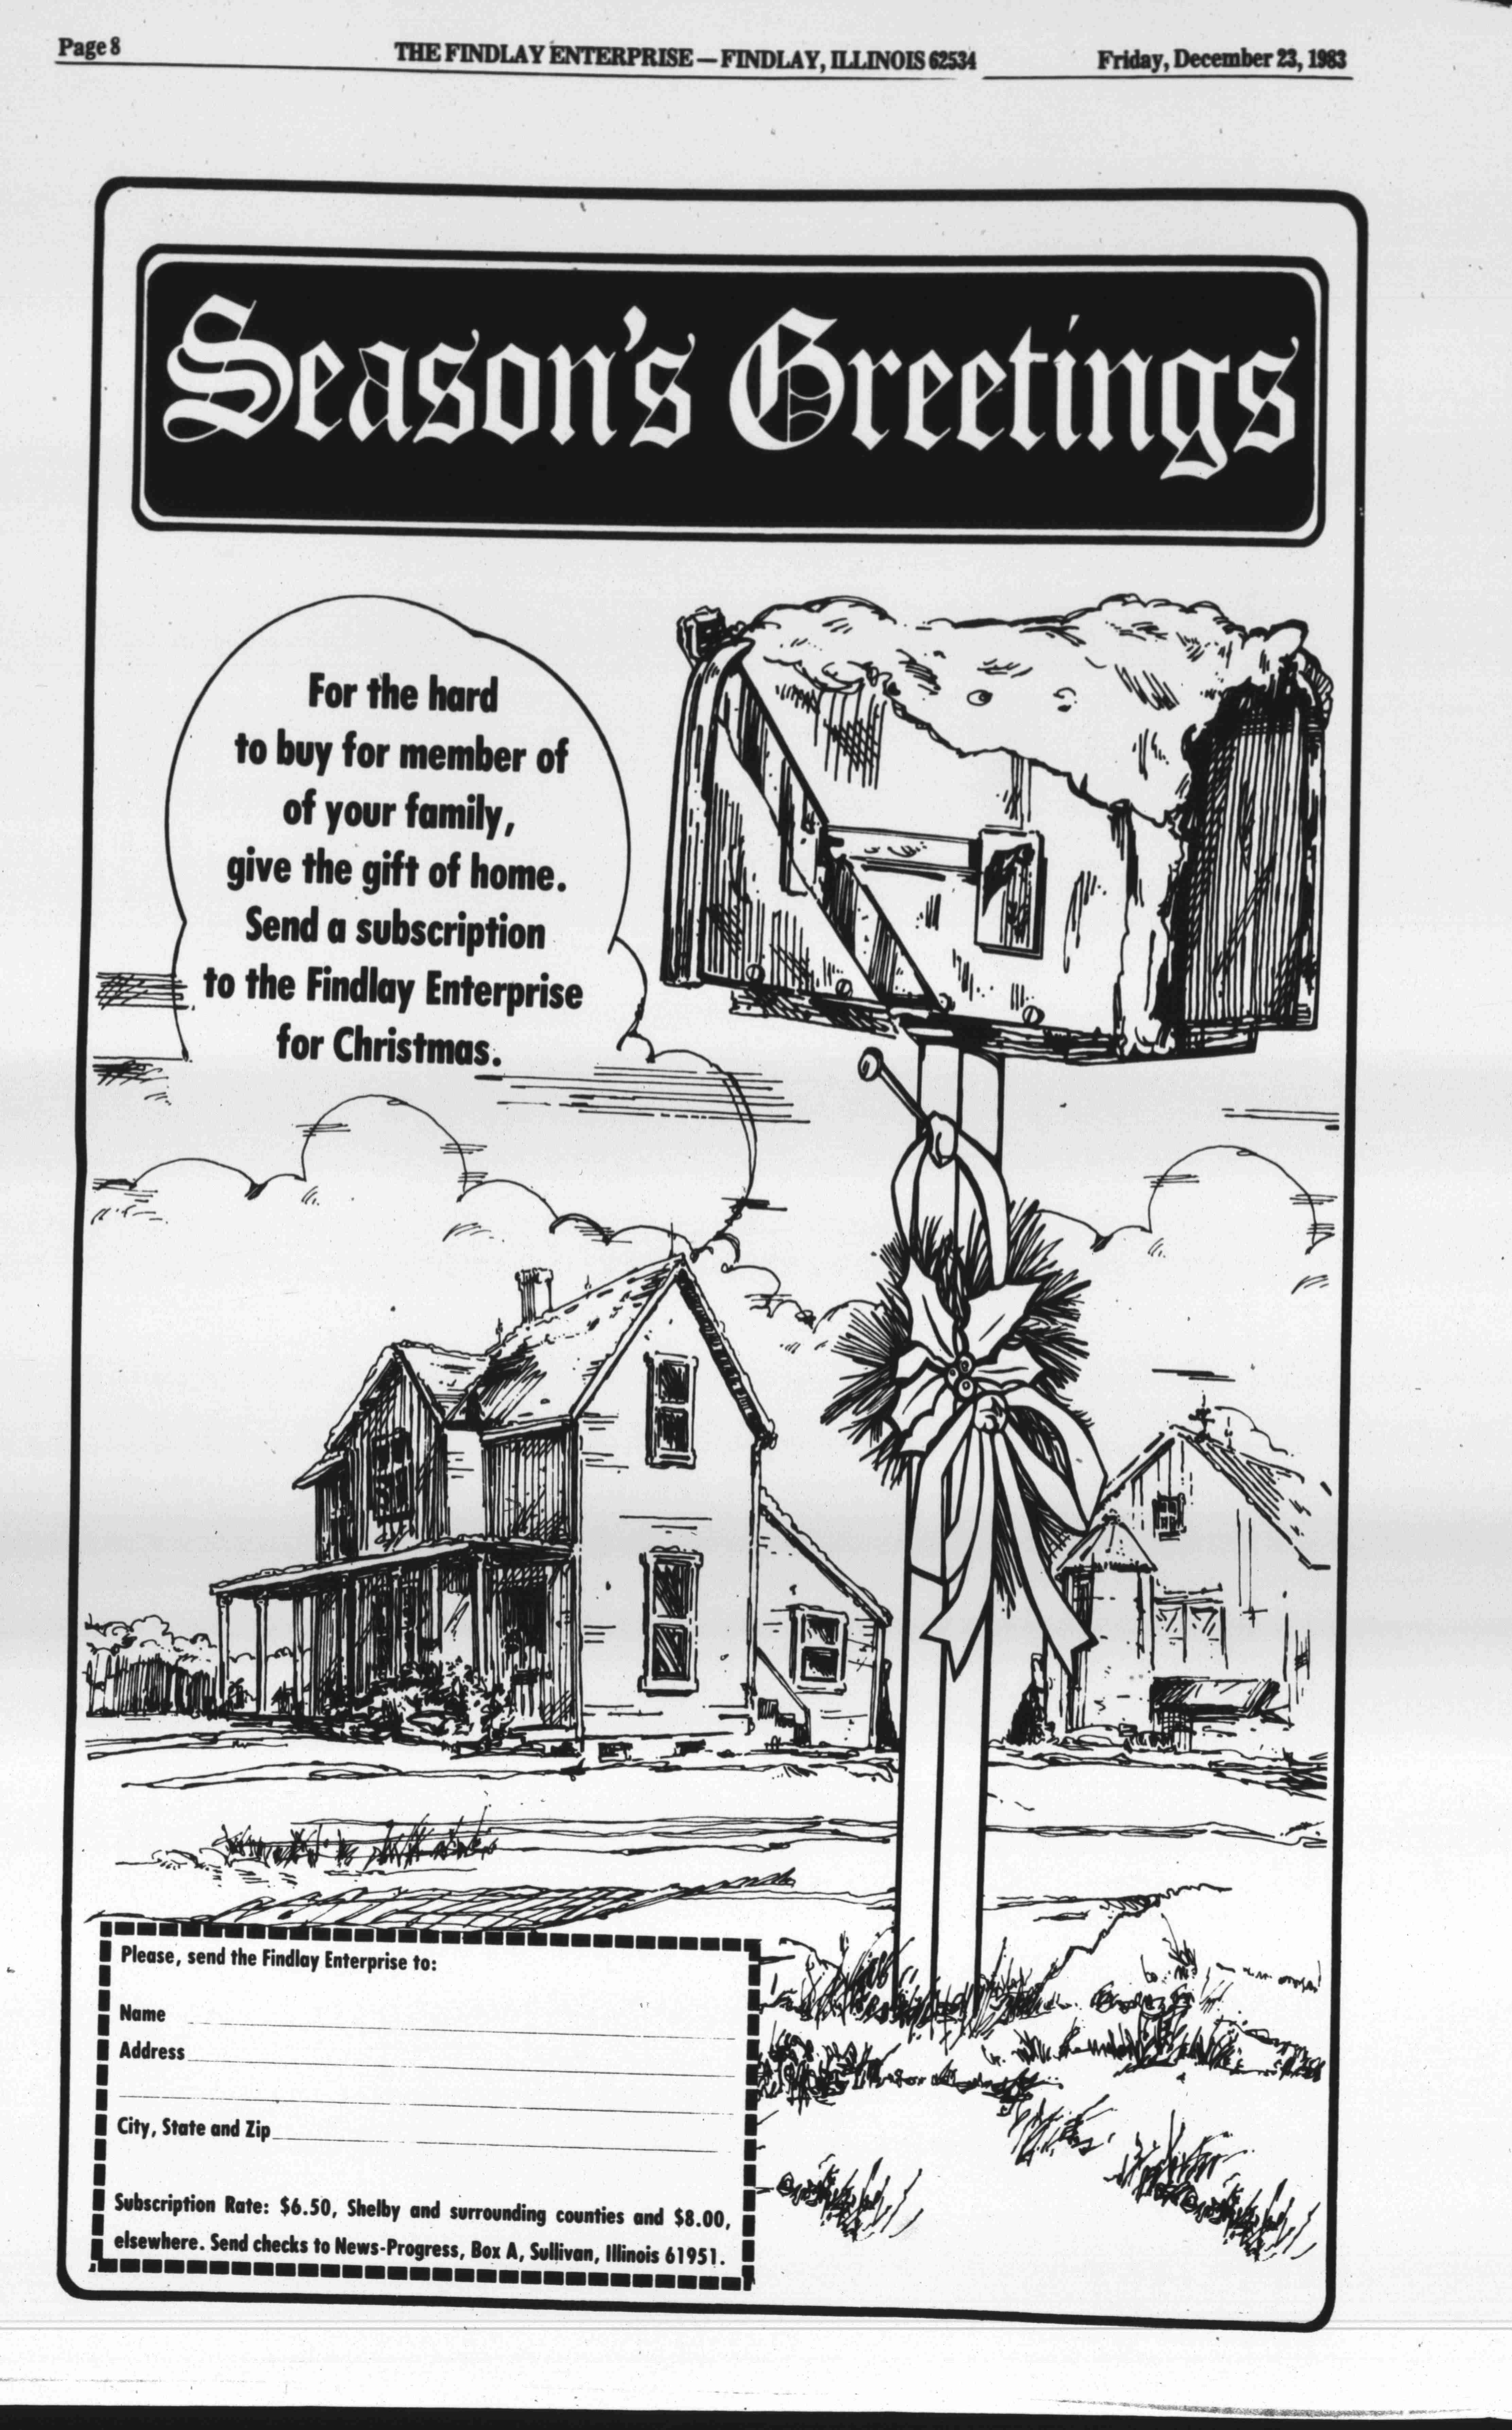 Page 8
THE FINDLAY ENTERPRISE — FINDLAY, ILLINOIS 62534
Friday, December 23, 1983
Season's Greetings
For the hard
to buy for member of
of your family,
give the gift of home.
Send a subscription
to the Findlay Enterprise
for Christmas.
Please, send the Findlay Enterprise to:
Name
Address
City, State and Zip
Subscription Rate: $6.50, Shelby and surrounding counties and $8.00,
elsewhere. Send checks to News-Progress, Box A, Sullivan, Illinois 61951.